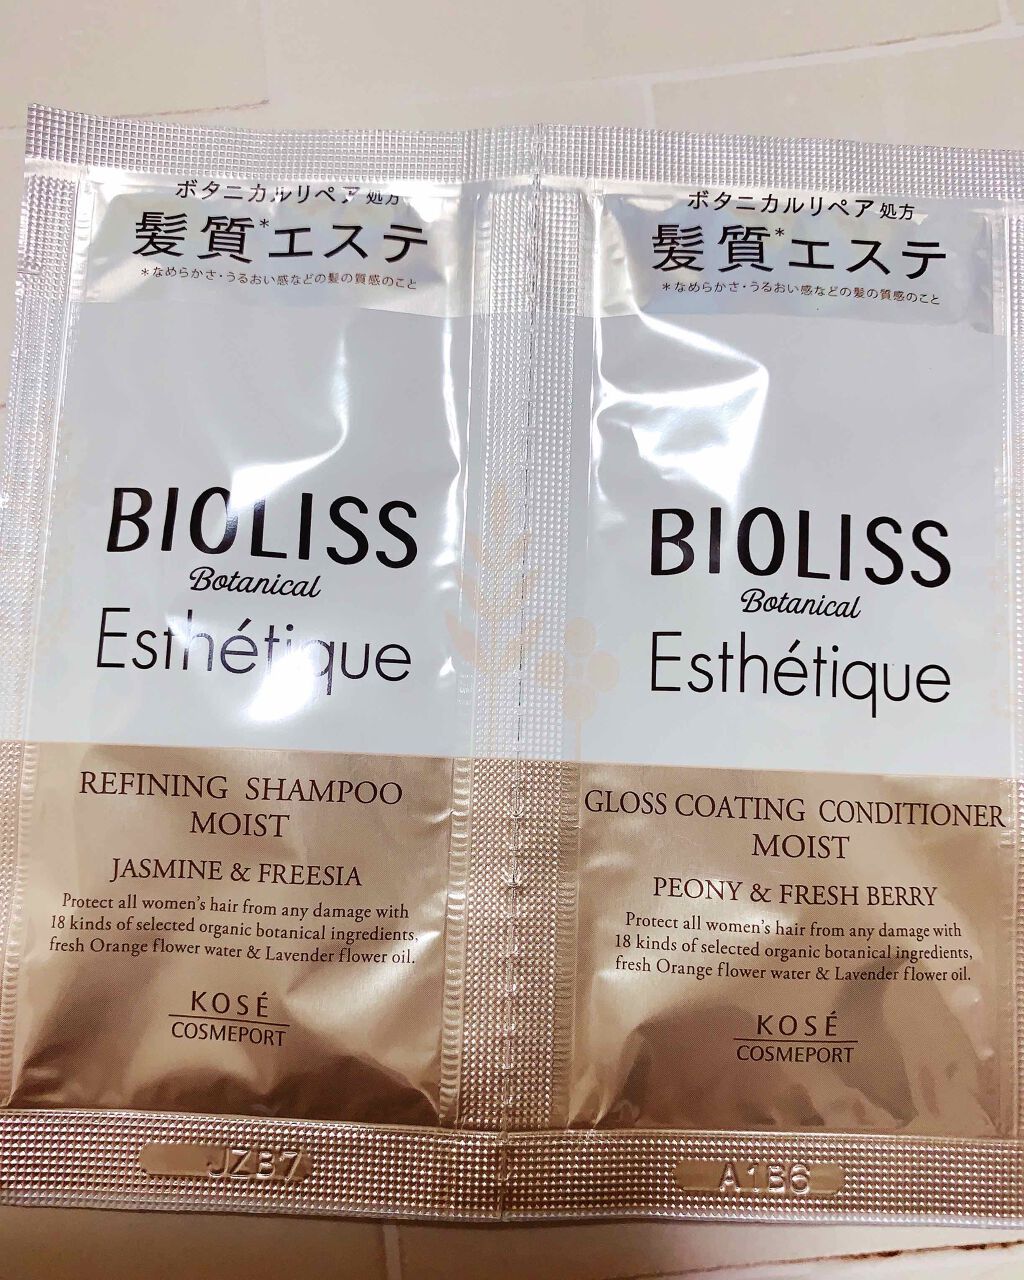 ボタニカルリペア処方
髪質*エステ
*なめらかさ・うるおい感などの髪の質感のこと
BIOLISS
Botanical
Esthétique
REFINING SHAMPOO
MOIST
JASMINE & FREESIA
Protect all women's hair from any damage with
18 kinds of selected organic botanical ingredients,
fresh Orange flower water & Lavender flower oil.
KOSÉ
COSMEPORT
JZB7
ボタニカルリペア処方
髪質*エステ
*なめらかさ・うるおい感などの髪の質感のこと
BIOLISS
Botanical
Esthétique
GLOSS COATING CONDITIONER
MOIST
PEONY & FRESH BERRY
Protect all women's hair from any damage with
18 kinds of selected organic botanical ingredients,
fresh Orange flower water & Lavender flower oil.
KOSÉ
COSMEPORT
A1B6